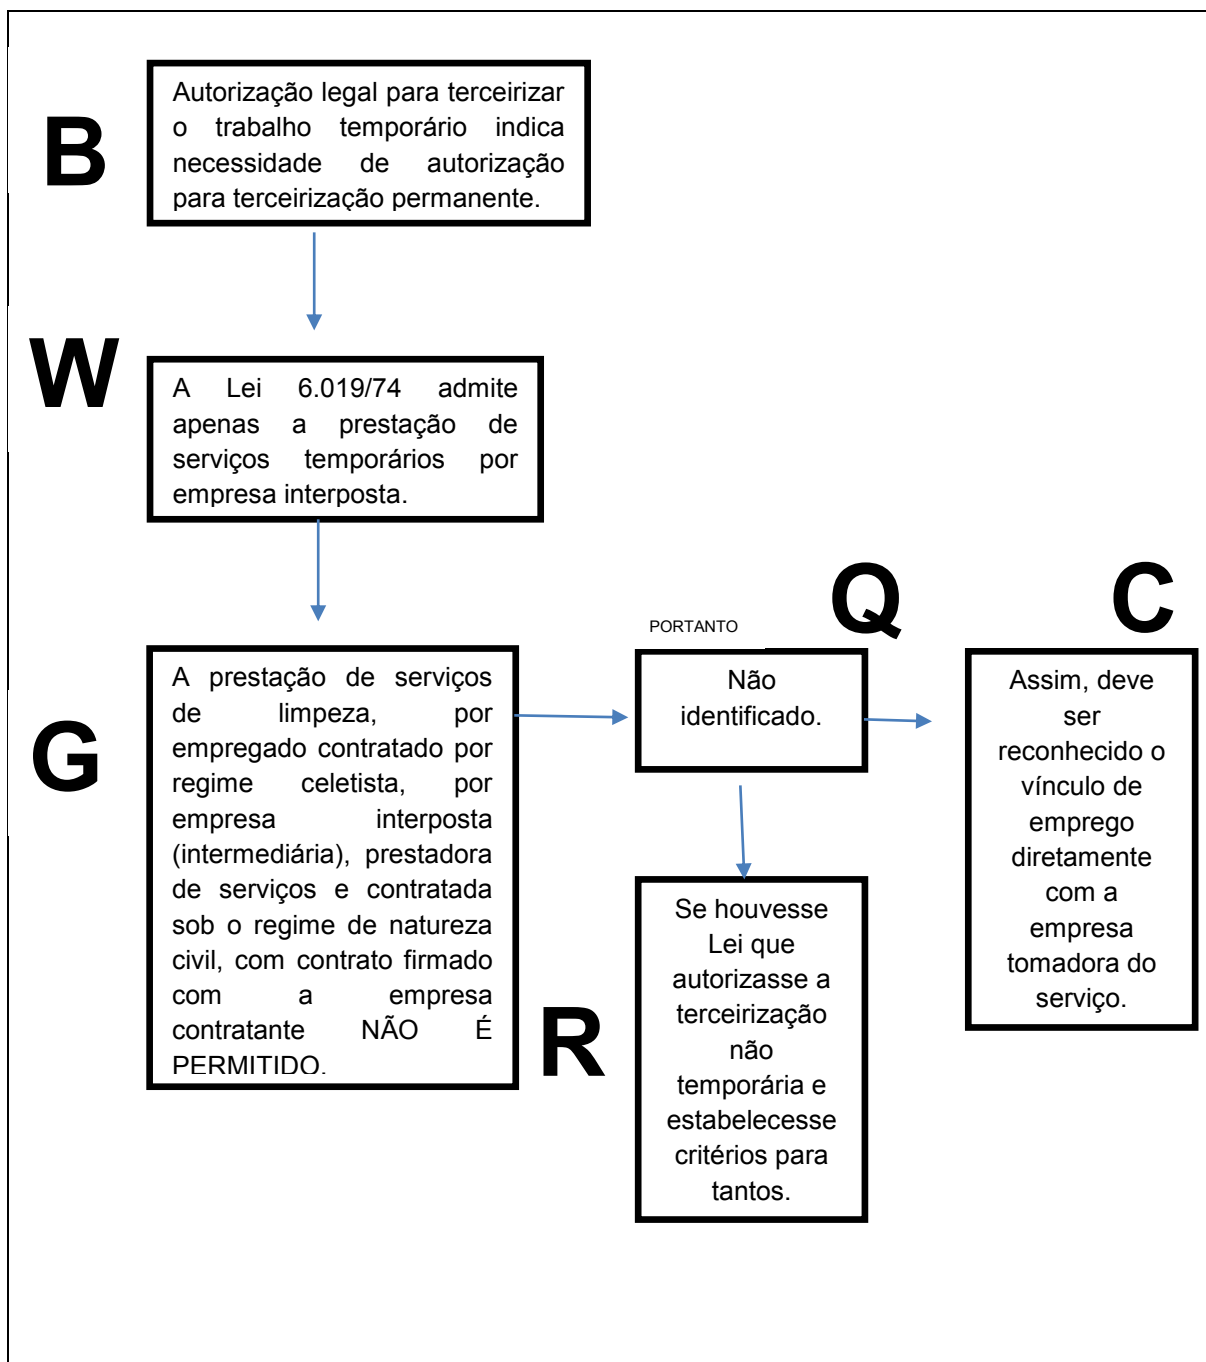 B
Autorização legal para terceirizar
o trabalho temporário indica
necessidade de autorização
para terceirização permanente.
W
A Lei 6.019/74 admite
apenas a prestação de
serviços temporários por
empresa interposta.
G
A prestação de serviços
de limpeza, por
empregado contratado por
regime celetista, por
empresa interposta
(intermediária), prestadora
de serviços e contratada
sob o regime de natureza
civil, com contrato firmado
com a empresa
contratante NÃO É
PERMITIDO.
PORTANTO
Q
Não
identificado.
R
Se houvesse
Lei que
autorizasse a
terceirização
não
temporária e
estabelecesse
critérios para
tantos.
C
Assim, deve
ser
reconhecido o
vínculo de
emprego
diretamente
com a
empresa
tomadora do
serviço.